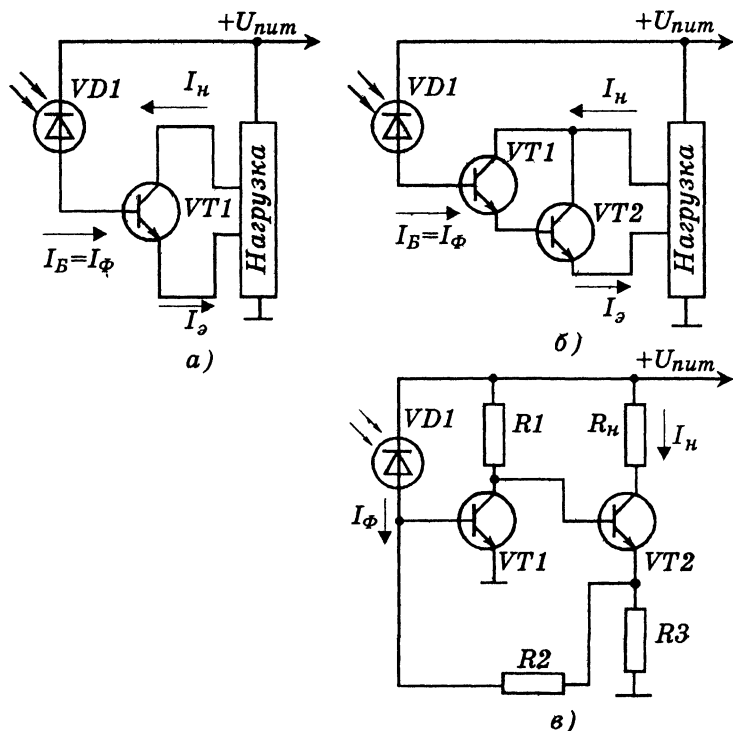 +Uпит
VD1
Iн
VT1
Нагрузка
IБ=IФ
Iэ
а)
+Uпит
VD1
Iн
VT1
VT2
Нагрузка
IБ=IФ
Iэ
б)
+Uпит
VD1
R1
Rн
Iн
IФ
VT1
VT2
R2
R3
в)